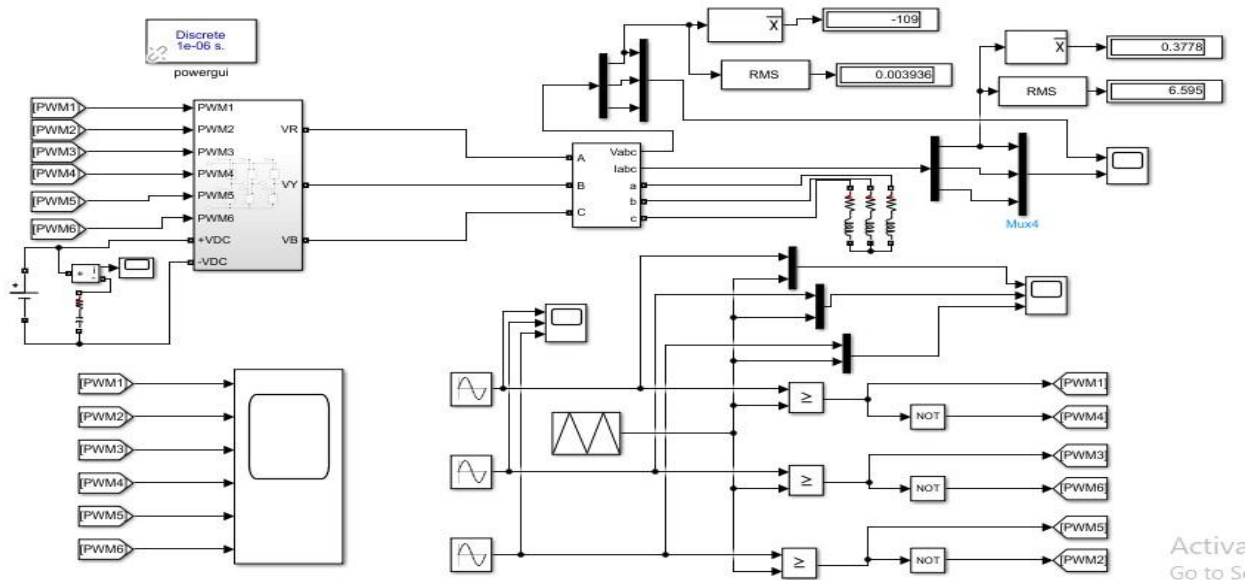 Discrete
1e-06 s.
powergui
-109
RMS
0.003936
0.3778
RMS
6.595
[PWM1]
[PWM2]
[PWM3]
[PWM4]
[PWM5]
[PWM6]
PWM1
PWM2
PWM3
PWM4
PWM5
PWM6
+VDC
-VDC
VR
VY
VB
A
B
C
Vabc
Iabc
a
b
c
Mux4
[PWM1]
[PWM2]
[PWM3]
[PWM4]
[PWM5]
[PWM6]
≥
NOT
[PWM1]
[PWM4]
≥
NOT
[PWM3]
[PWM6]
≥
NOT
[PWM5]
[PWM2]
Activa
Go to Se